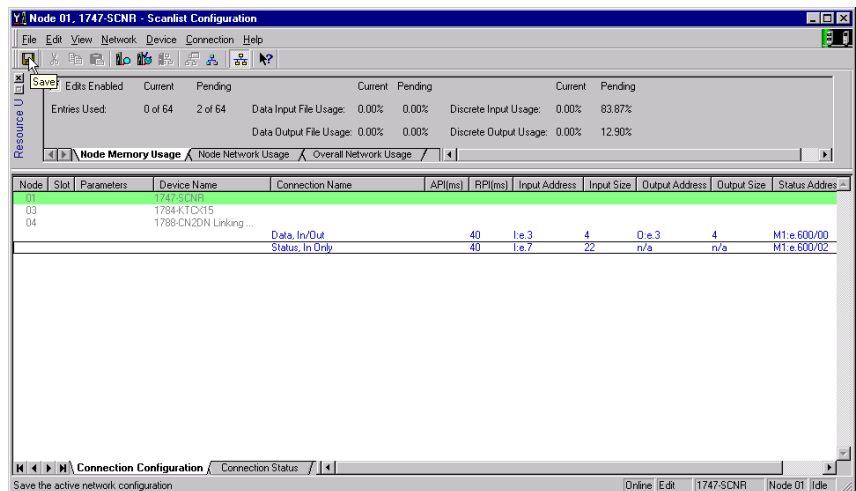 Node 01, 1747-SCNR - Scanlist Configuration
File Edit View Network Device Connection Help
Save
Edits Enabled Current Pending Current Pending Current Pending
Entries Used: 0 of 64 2 of 64 Data Input File Usage: 0.00% 0.00% Discrete Input Usage: 0.00% 83.87%
Data Output File Usage: 0.00% 0.00% Discrete Output Usage: 0.00% 12.90%
Resource U
Node Memory Usage Node Network Usage Overall Network Usage
Node Slot Parameters Device Name Connection Name API(ms) RPI(ms) Input Address Input Size Output Address Output Size Status Addres
01 1747-SCNR
03 1784-KTCX15
04 1788-CN2DN Linking ...
Data, In/Out 40 I:e.3 4 O:e.3 4 M1:e.600/00
Status, In Only 40 I:e.7 22 n/a n/a M1:e.600/02
Connection Configuration Connection Status
Save the active network configuration Online Edit 1747-SCNR Node 01 Idle